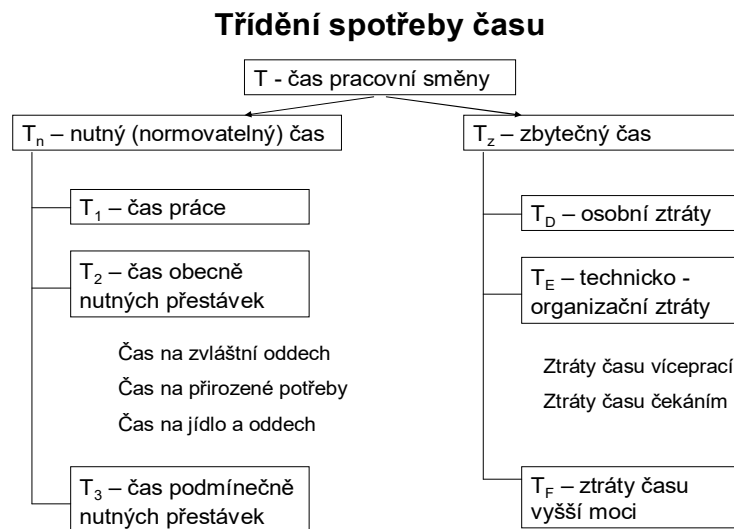 Třídění spotřeby času
T - čas pracovní směny
Tn – nutný (normovatelný) čas
Tz – zbytečný čas
T1 – čas práce
TD – osobní ztráty
T2 – čas obecně
nutných přestávek
TE – technicko -
organizační ztráty
Čas na zvláštní oddech
Čas na přirozené potřeby
Čas na jídlo a oddech
Ztráty času víceprací
Ztráty času čekáním
T3 – čas podmínečně
nutných přestávek
TF – ztráty času
vyšší moci